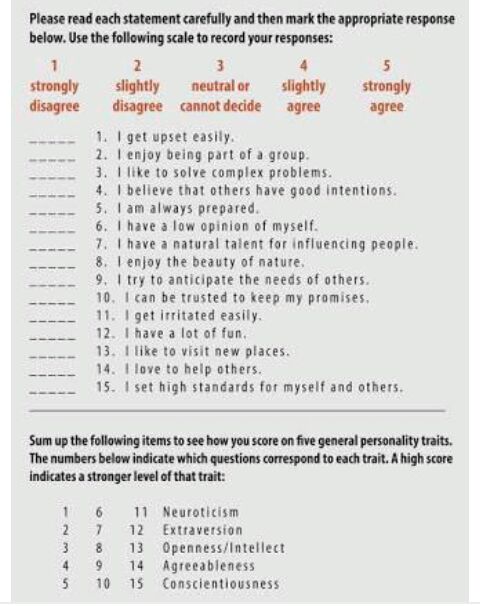 Please read each statement carefully and then mark the appropriate response
below. Use the following scale to record your responses:
1 2 3 4 5
strongly slightly neutral or slightly strongly
disagree disagree cannot decide agree agree
_____ 1. I get upset easily.
_____ 2. I enjoy being part of a group.
_____ 3. I like to solve complex problems.
_____ 4. I believe that others have good intentions.
_____ 5. I am always prepared.
_____ 6. I have a low opinion of myself.
_____ 7. I have a natural talent for influencing people.
_____ 8. I enjoy the beauty of nature.
_____ 9. I try to anticipate the needs of others.
_____ 10. I can be trusted to keep my promises.
_____ 11. I get irritated easily.
_____ 12. I have a lot of fun.
_____ 13. I like to visit new places.
_____ 14. I love to help others.
_____ 15. I set high standards for myself and others.
Sum up the following items to see how you score on five general personality traits.
The numbers below indicate which questions correspond to each trait. A high score
indicates a stronger level of that trait:
1 6 11 Neuroticism
2 7 12 Extraversion
3 8 13 Openness/Intellect
4 9 14 Agreeableness
5 10 15 Conscientiousness